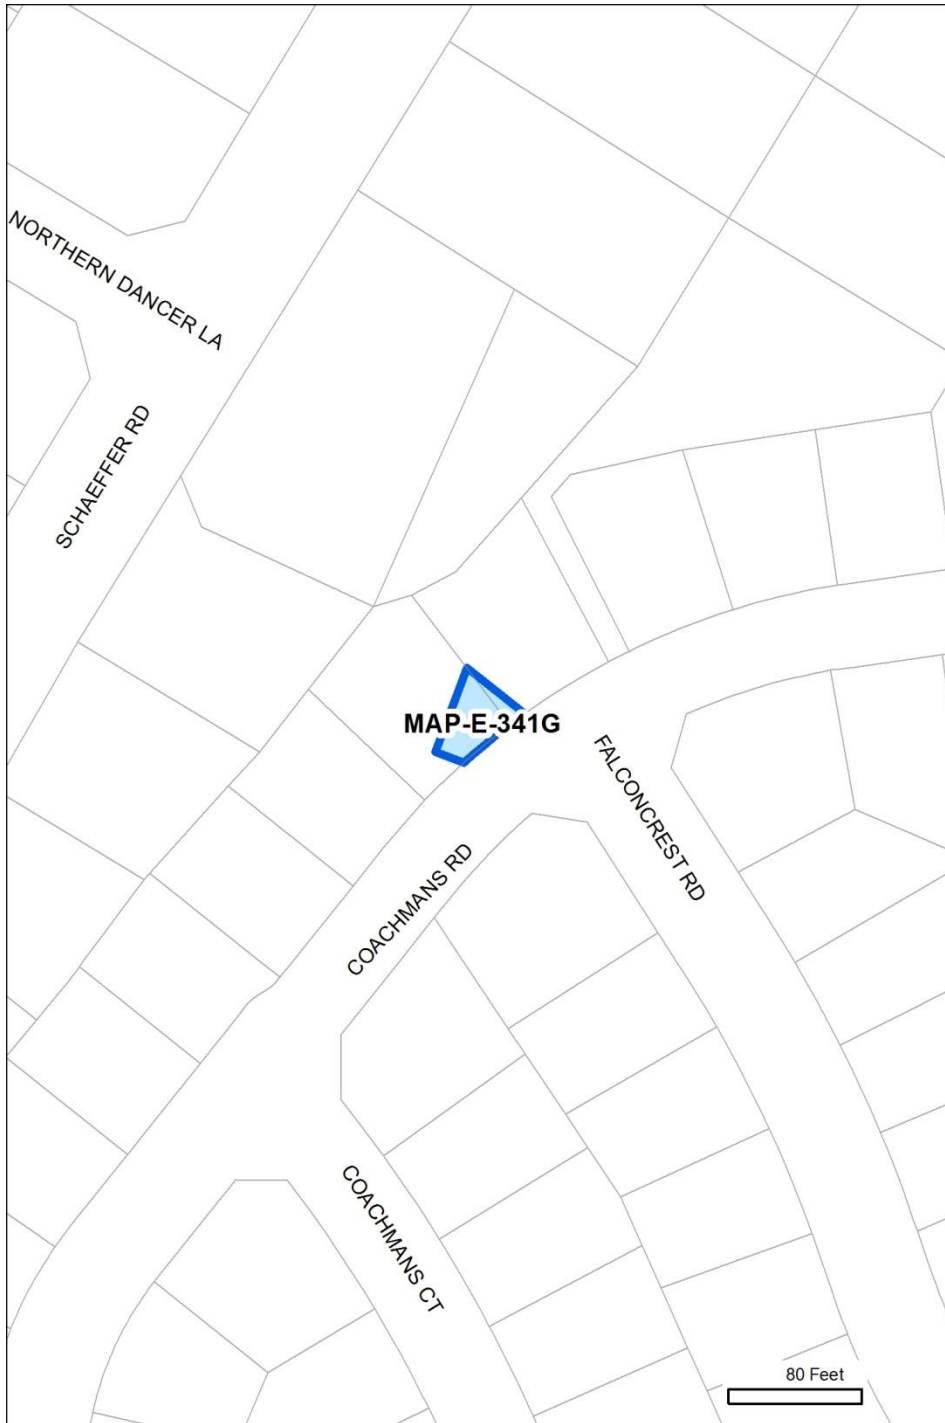 NORTHERN DANCER LA
SCHAEFFER RD
MAP-E-341G
FALCONCREST RD
COACHMANS RD
COACHMANS CT
80 Feet